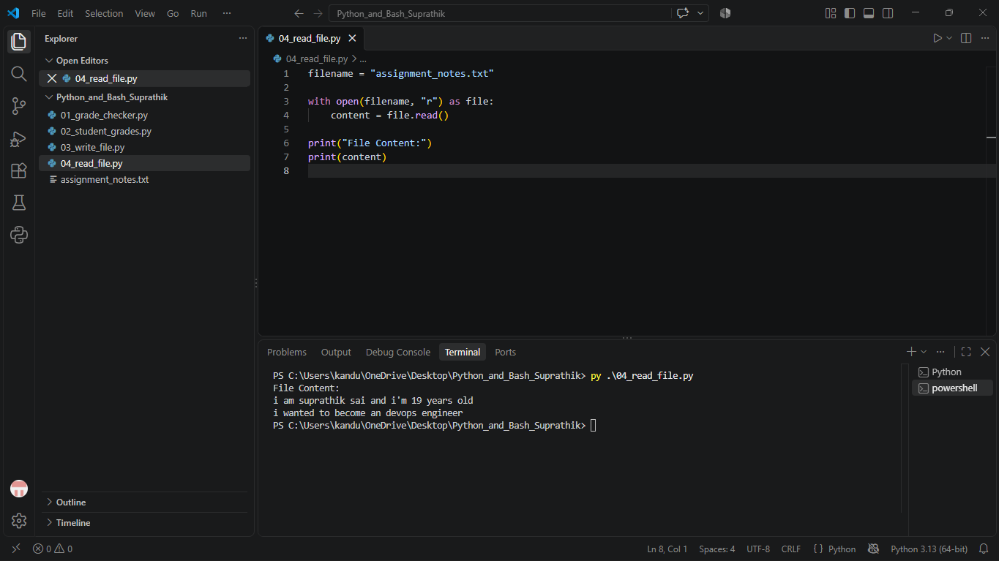 File Edit Selection View Go Run ···
Python_and_Bash_Suprathik
Explorer ···
Open Editors
04_read_file.py
Python_and_Bash_Suprathik
01_grade_checker.py
02_student_grades.py
03_write_file.py
04_read_file.py
assignment_notes.txt
Outline
Timeline
04_read_file.py
04_read_file.py > ...
1 filename = "assignment_notes.txt"
2
3 with open(filename, "r") as file:
4     content = file.read()
5
6 print("File Content:")
7 print(content)
8
Problems Output Debug Console Terminal Ports
PS C:\Users\kandu\OneDrive\Desktop\Python_and_Bash_Suprathik> py .\04_read_file.py
File Content:
i am suprathik sai and i'm 19 years old
i wanted to become an devops engineer
PS C:\Users\kandu\OneDrive\Desktop\Python_and_Bash_Suprathik>
Python
powershell
0 0 Ln 8, Col 1 Spaces: 4 UTF-8 CRLF { } Python Python 3.13 (64-bit)